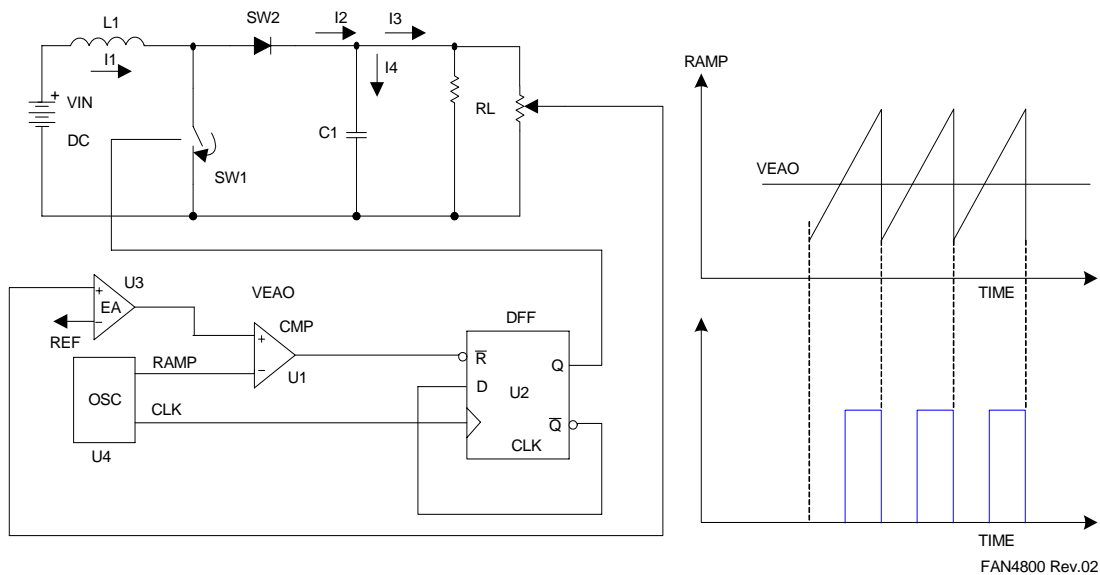 L1
SW2
I2
I3
I1
I4
+
VIN
DC
SW1
C1
RL
RAMP
VEAO
TIME
U3
+
EA
−
REF
VEAO
CMP
+
−
U1
RAMP
OSC
CLK
U4
DFF
R
D
U2
Q
Q
CLK
TIME
FAN4800 Rev.02